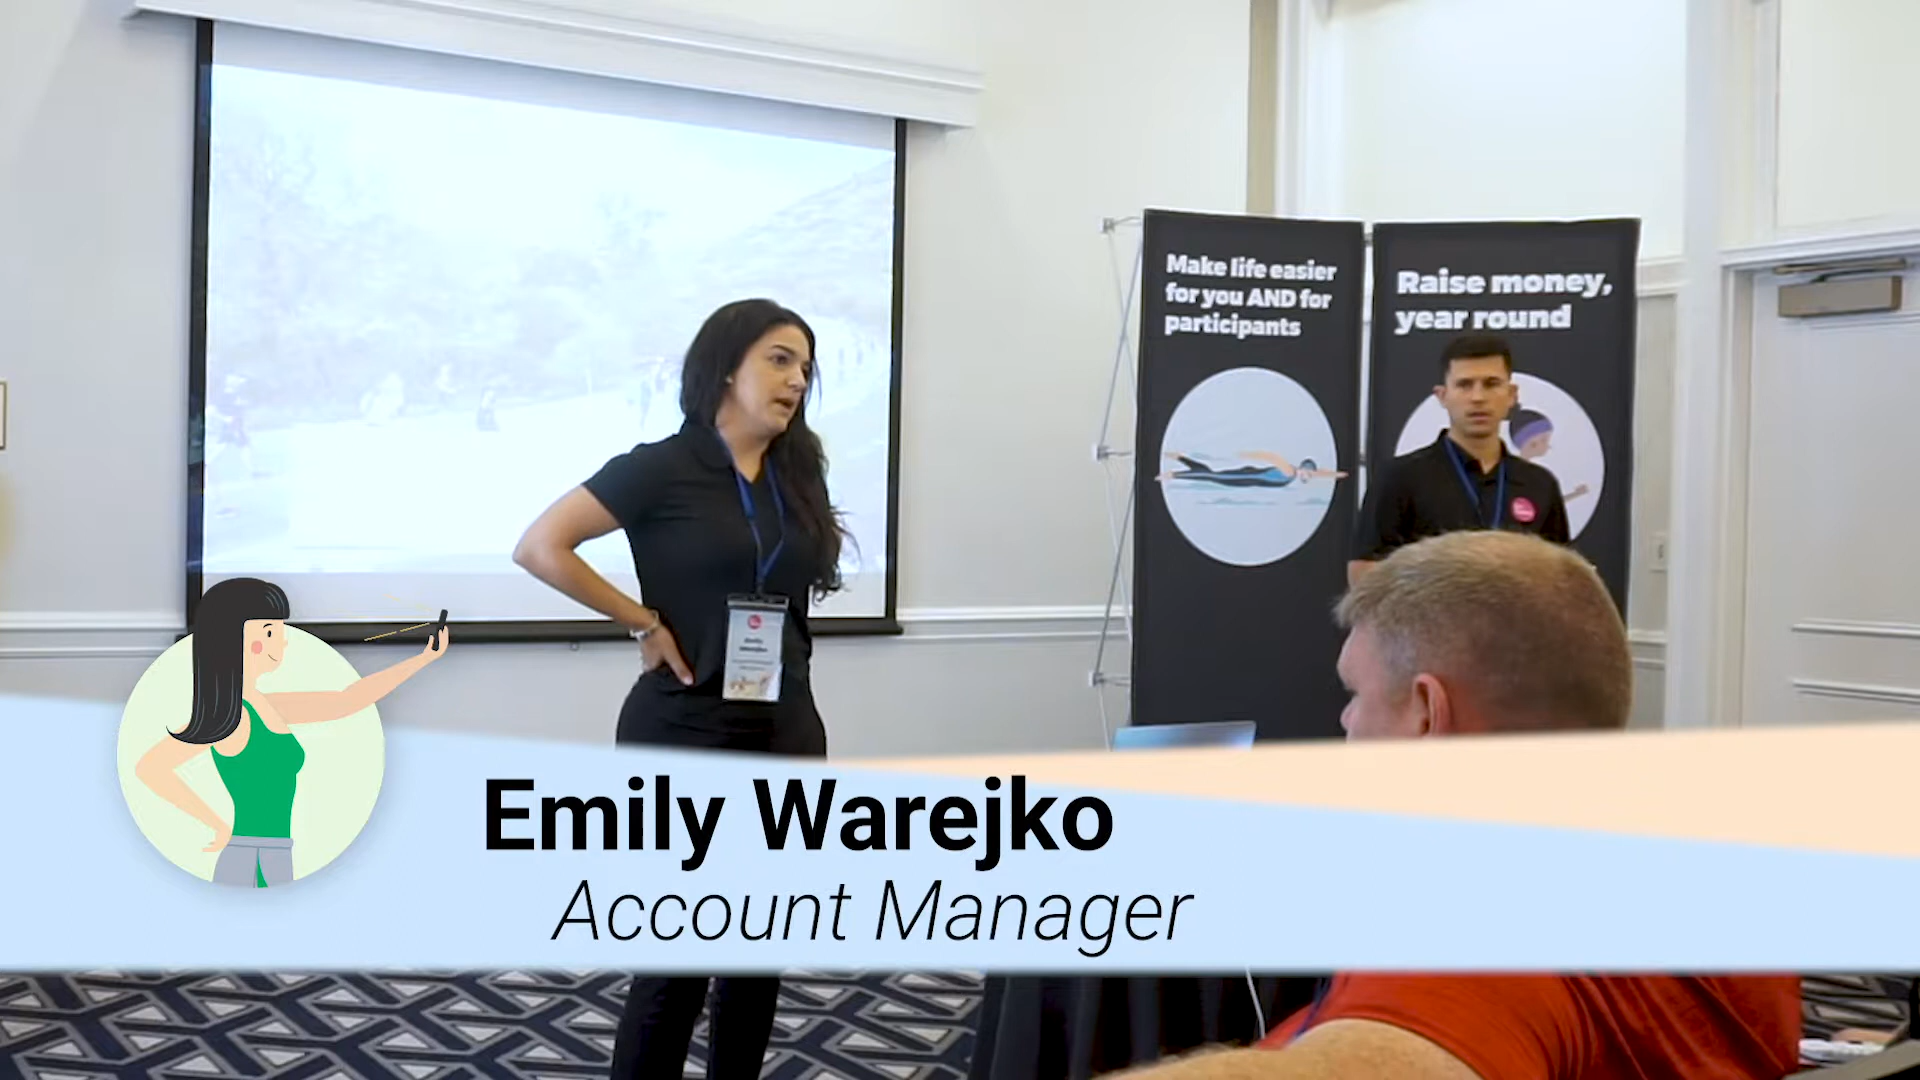 Make life easier
for you AND for
participants
Raise money,
year round
Emily Warejko
Account Manager